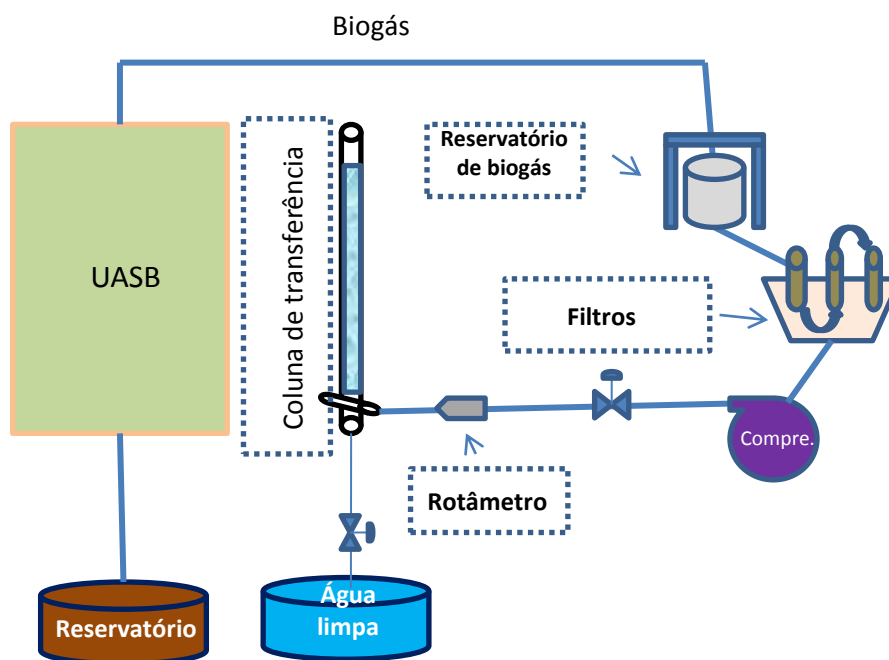 Biogás
Reservatório
de biogás
Coluna de transferência
UASB
Filtros
Compre.
Rotâmetro
Reservatório
Água
limpa